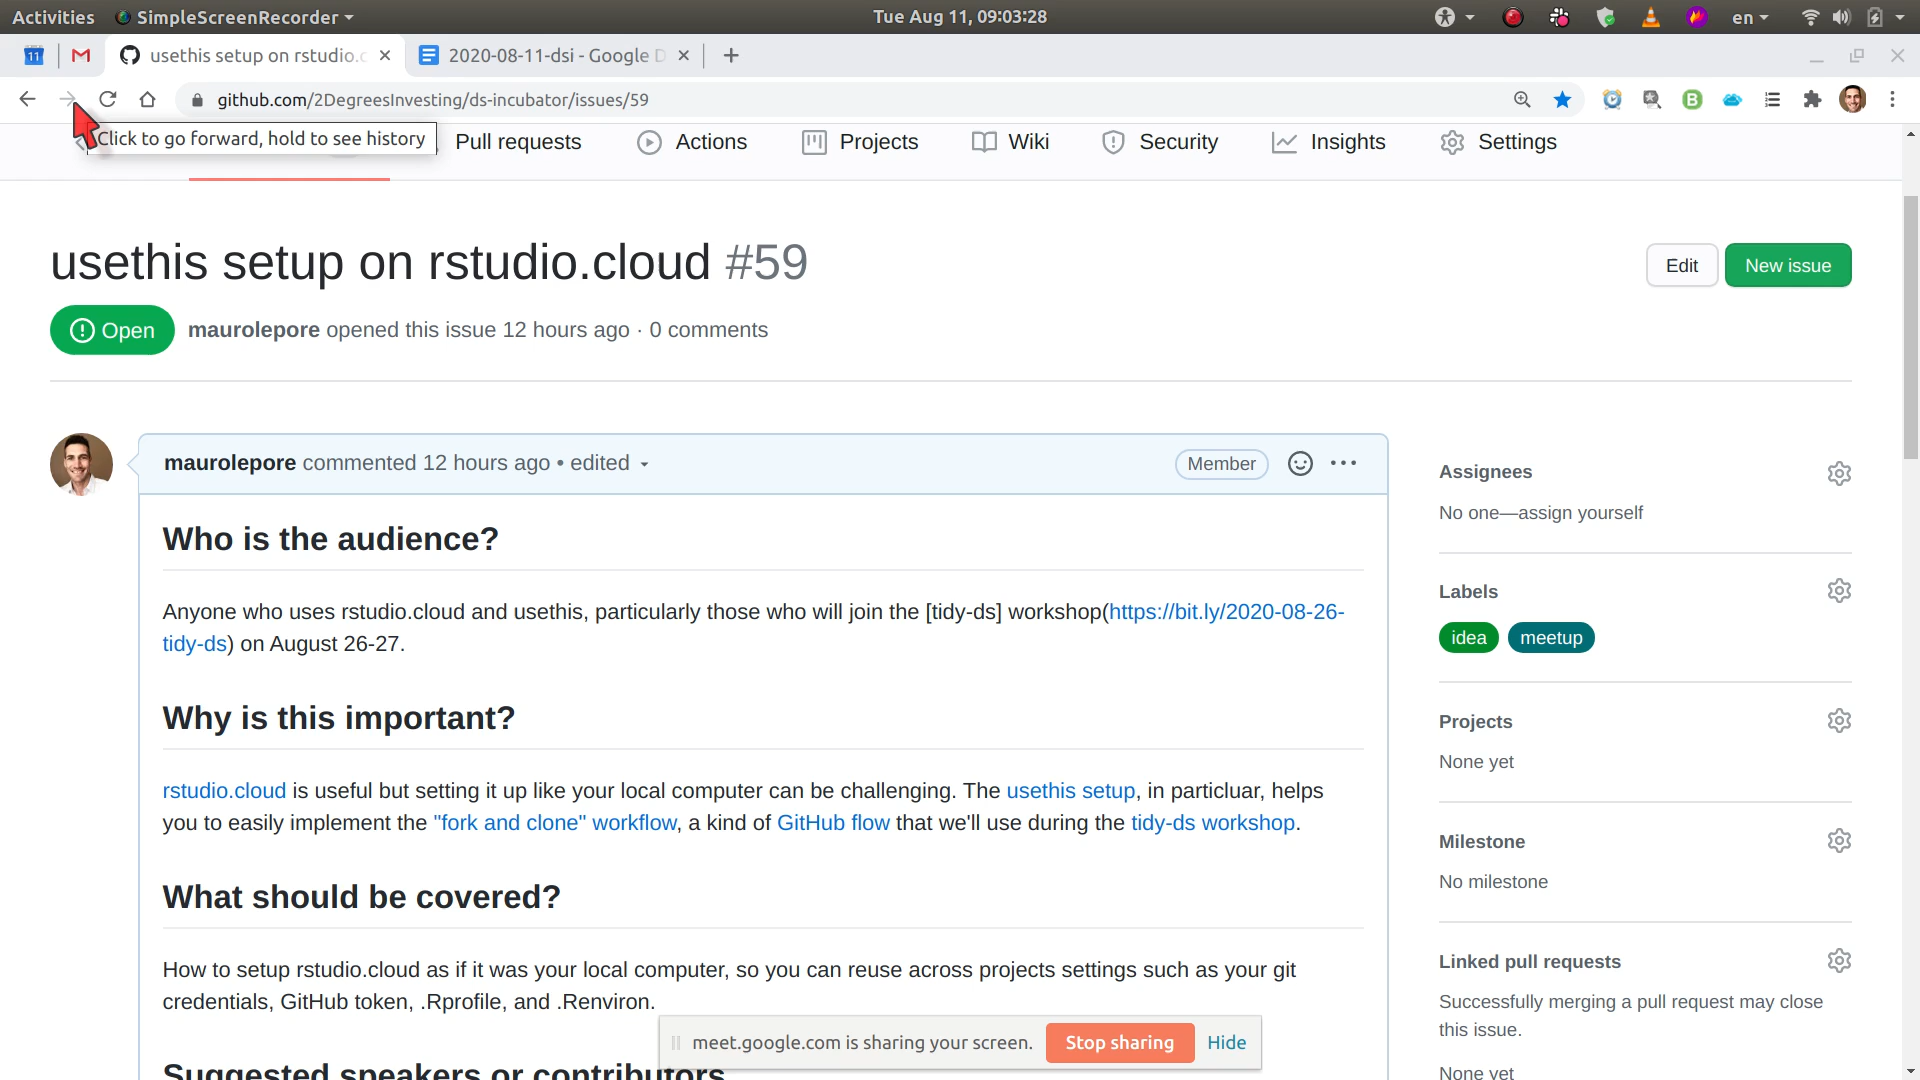 Activities SimpleScreenRecorder Tue Aug 11, 09:03:28 en
11 usethis setup on rstudio.c 2020-08-11-dsi - Google D
github.com/2DegreesInvesting/ds-incubator/issues/59
Click to go forward, hold to see history
Pull requests Actions Projects Wiki Security Insights Settings
usethis setup on rstudio.cloud #59
Edit New issue
Open maurolepore opened this issue 12 hours ago · 0 comments
maurolepore commented 12 hours ago • edited Member
Who is the audience?
Anyone who uses rstudio.cloud and usethis, particularly those who will join the [tidy-ds] workshop(https://bit.ly/2020-08-26-
tidy-ds) on August 26-27.
Why is this important?
rstudio.cloud is useful but setting it up like your local computer can be challenging. The usethis setup, in particluar, helps
you to easily implement the "fork and clone" workflow, a kind of GitHub flow that we'll use during the tidy-ds workshop.
What should be covered?
How to setup rstudio.cloud as if it was your local computer, so you can reuse across projects settings such as your git
credentials, GitHub token, .Rprofile, and .Renviron.
Suggested speakers or contributors
Assignees
No one—assign yourself
Labels
idea meetup
Projects
None yet
Milestone
No milestone
Linked pull requests
Successfully merging a pull request may close
this issue.
None yet
meet.google.com is sharing your screen. Stop sharing Hide